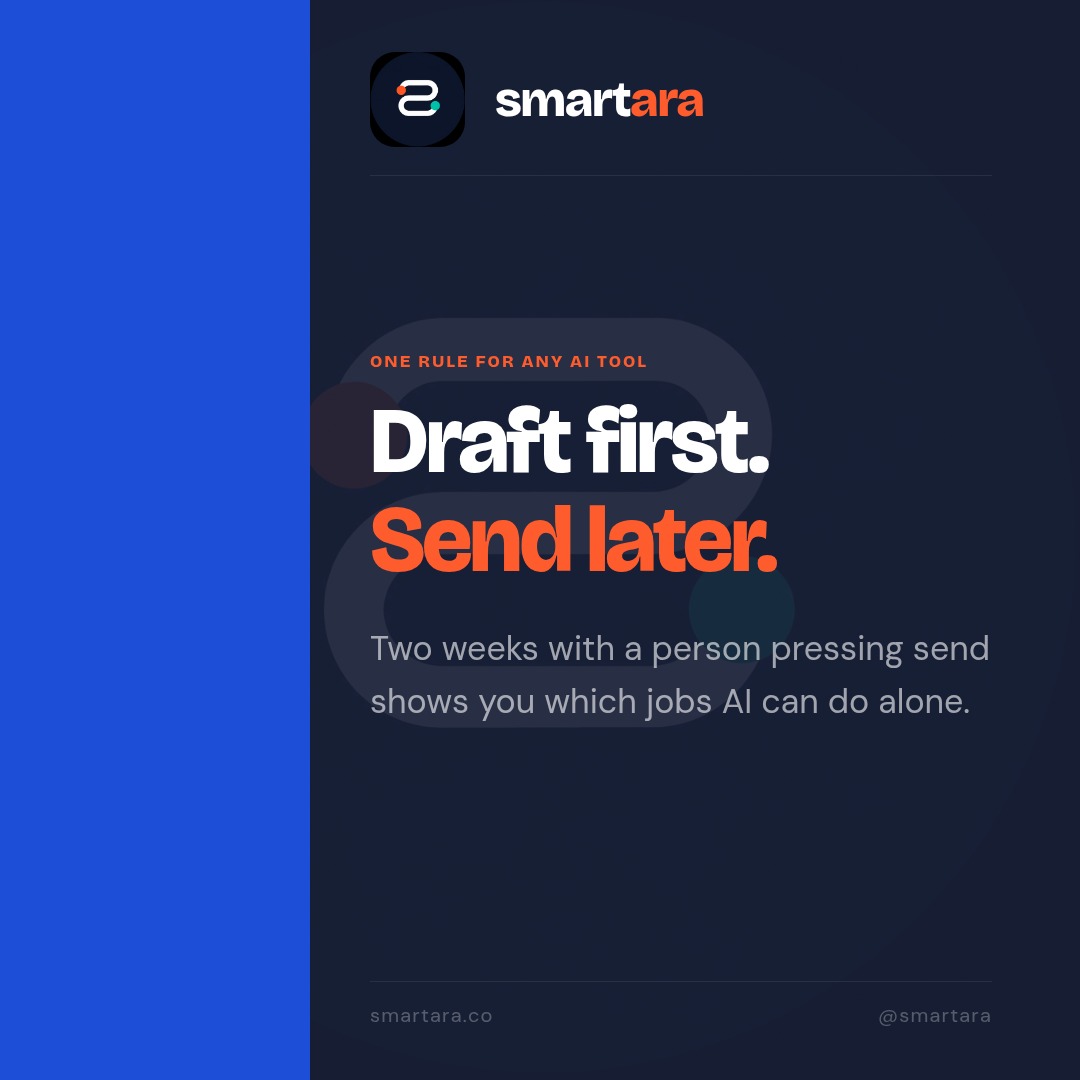 smartara
ONE RULE FOR ANY AI TOOL
Draft first.
Send later.
Two weeks with a person pressing send
shows you which jobs AI can do alone.
smartara.co
@smartara